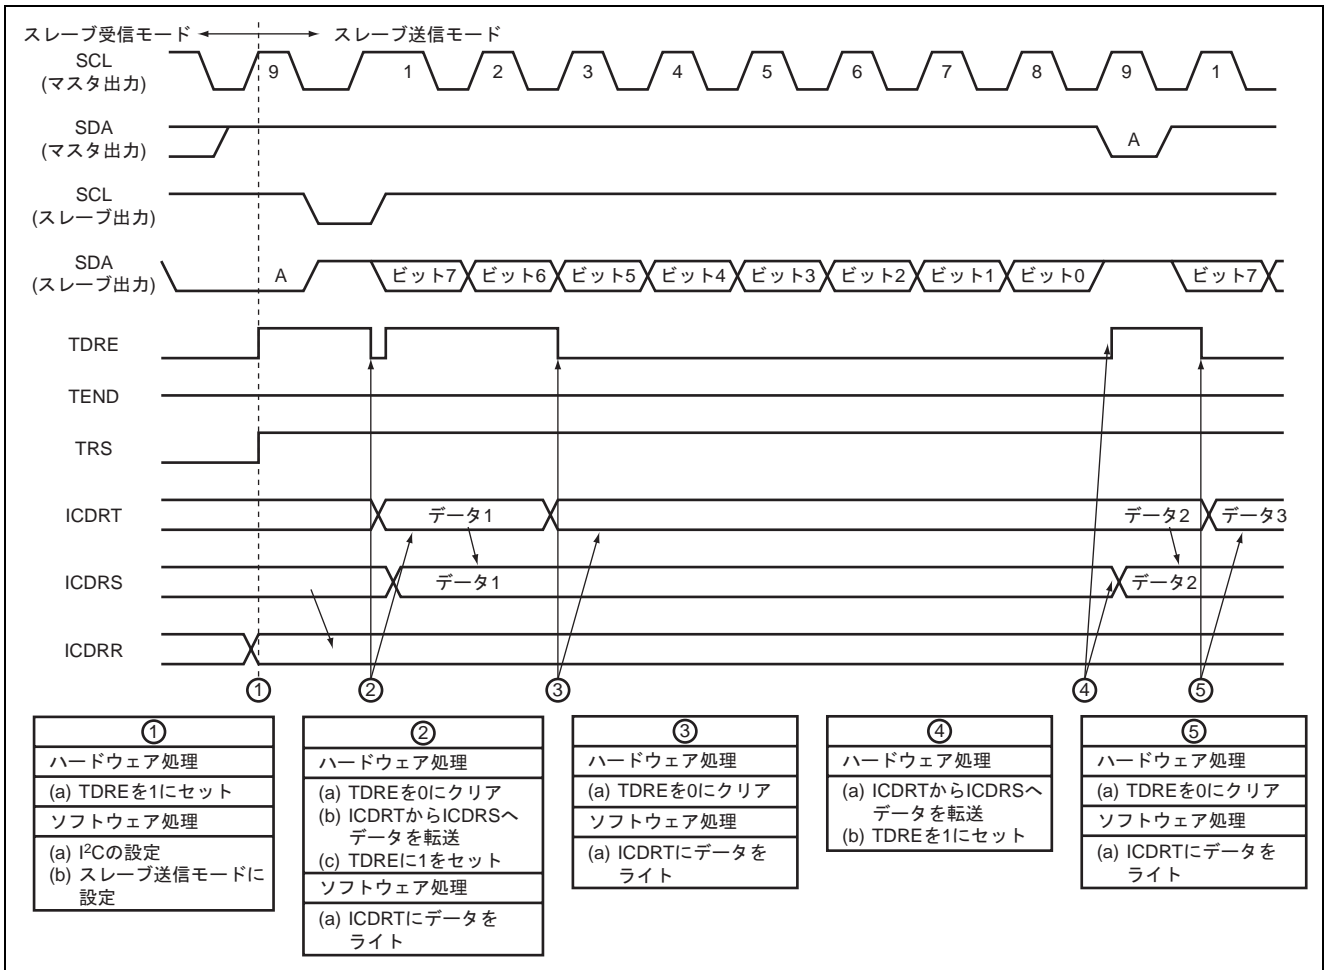 スレーブ受信モード スレーブ送信モード
SCL
(マスタ出力)
9 1 2 3 4 5 6 7 8 9 1
SDA
(マスタ出力)
A
SCL
(スレーブ出力)
SDA
(スレーブ出力)
A ビット7 ビット6 ビット5 ビット4 ビット3 ビット2 ビット1 ビット0 ビット7
TDRE
TEND
TRS
ICDRT
データ1 データ2 データ3
ICDRS
データ1 データ2
ICDRR
① ② ③ ④ ⑤
①
ハードウェア処理
(a) TDREを1にセット
ソフトウェア処理
(a) I²Cの設定
(b) スレーブ送信モードに
設定
②
ハードウェア処理
(a) TDREを0にクリア
(b) ICDRTからICDRSへ
データを転送
(c) TDREに1をセット
ソフトウェア処理
(a) ICDRTにデータを
ライト
③
ハードウェア処理
(a) TDREを0にクリア
ソフトウェア処理
(a) ICDRTにデータを
ライト
④
ハードウェア処理
(a) ICDRTからICDRSへ
データを転送
(b) TDREを1にセット
⑤
ハードウェア処理
(a) TDREを0にクリア
ソフトウェア処理
(a) ICDRTにデータを
ライト